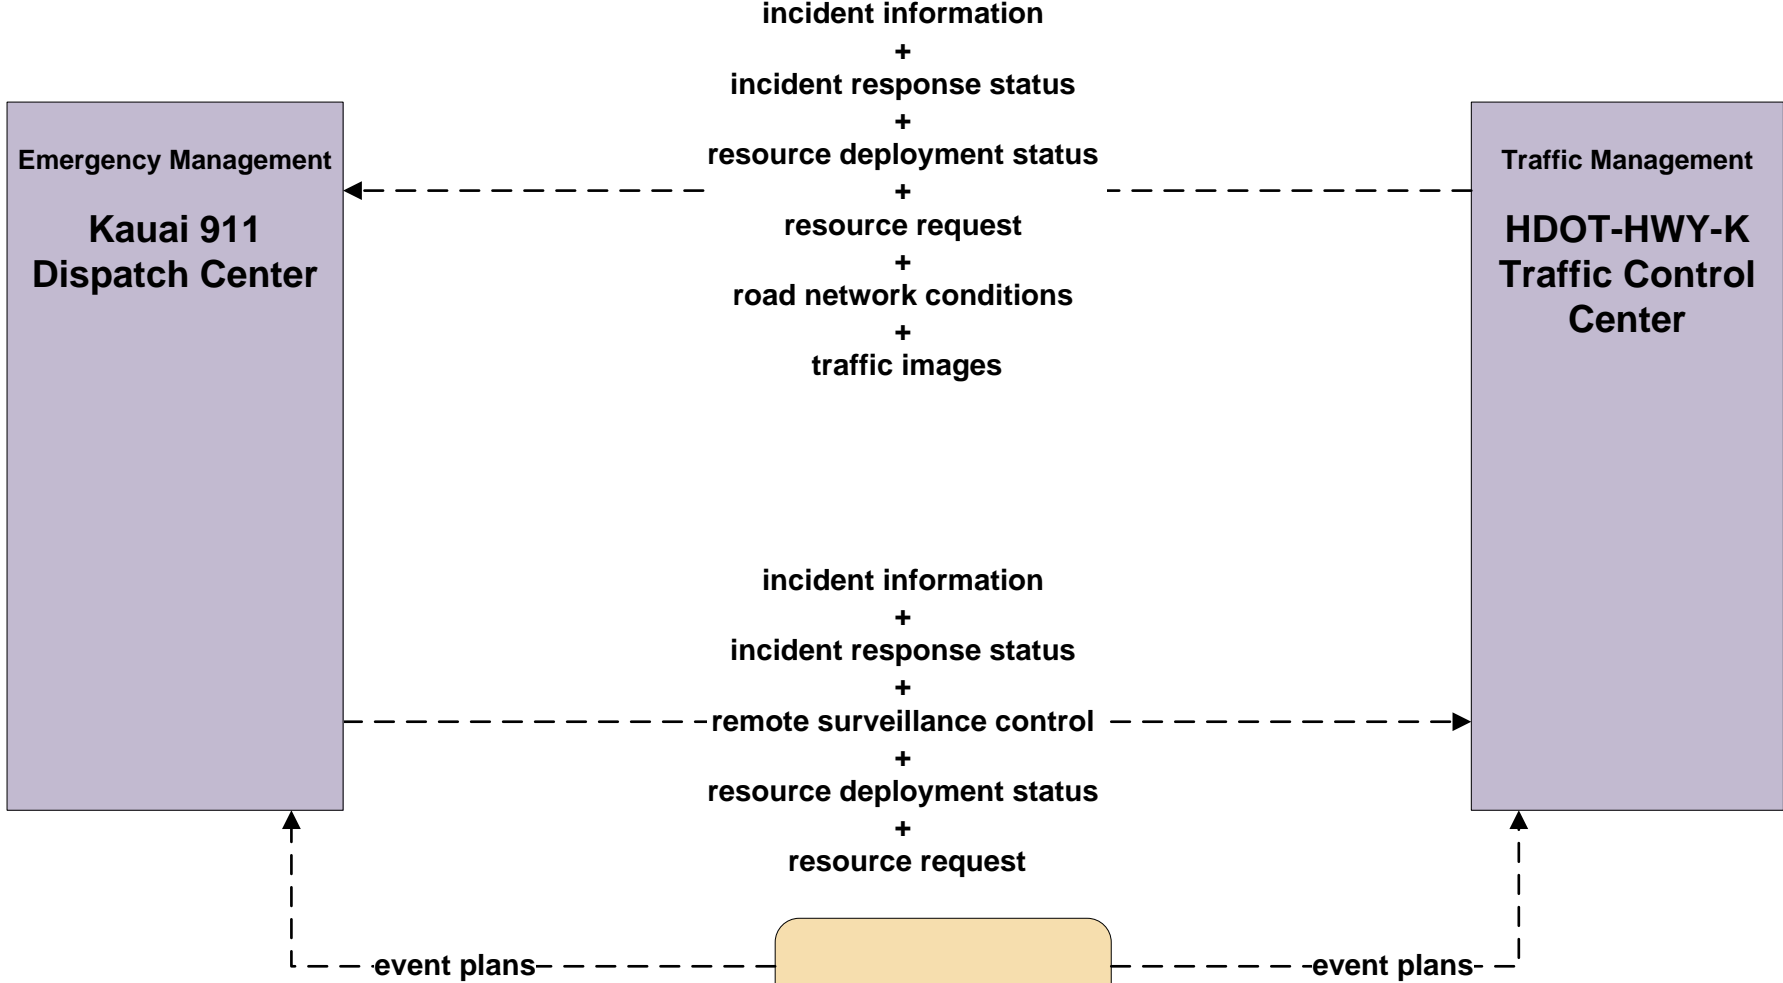 incident information
+
incident response status
+
resource deployment status
+
resource request
+
road network conditions
+
traffic images
Emergency Management
Kauai 911
Dispatch Center
Traffic Management
HDOT-HWY-K
Traffic Control
Center
incident information
+
incident response status
+
remote surveillance control
+
resource deployment status
+
resource request
event plans
event plans